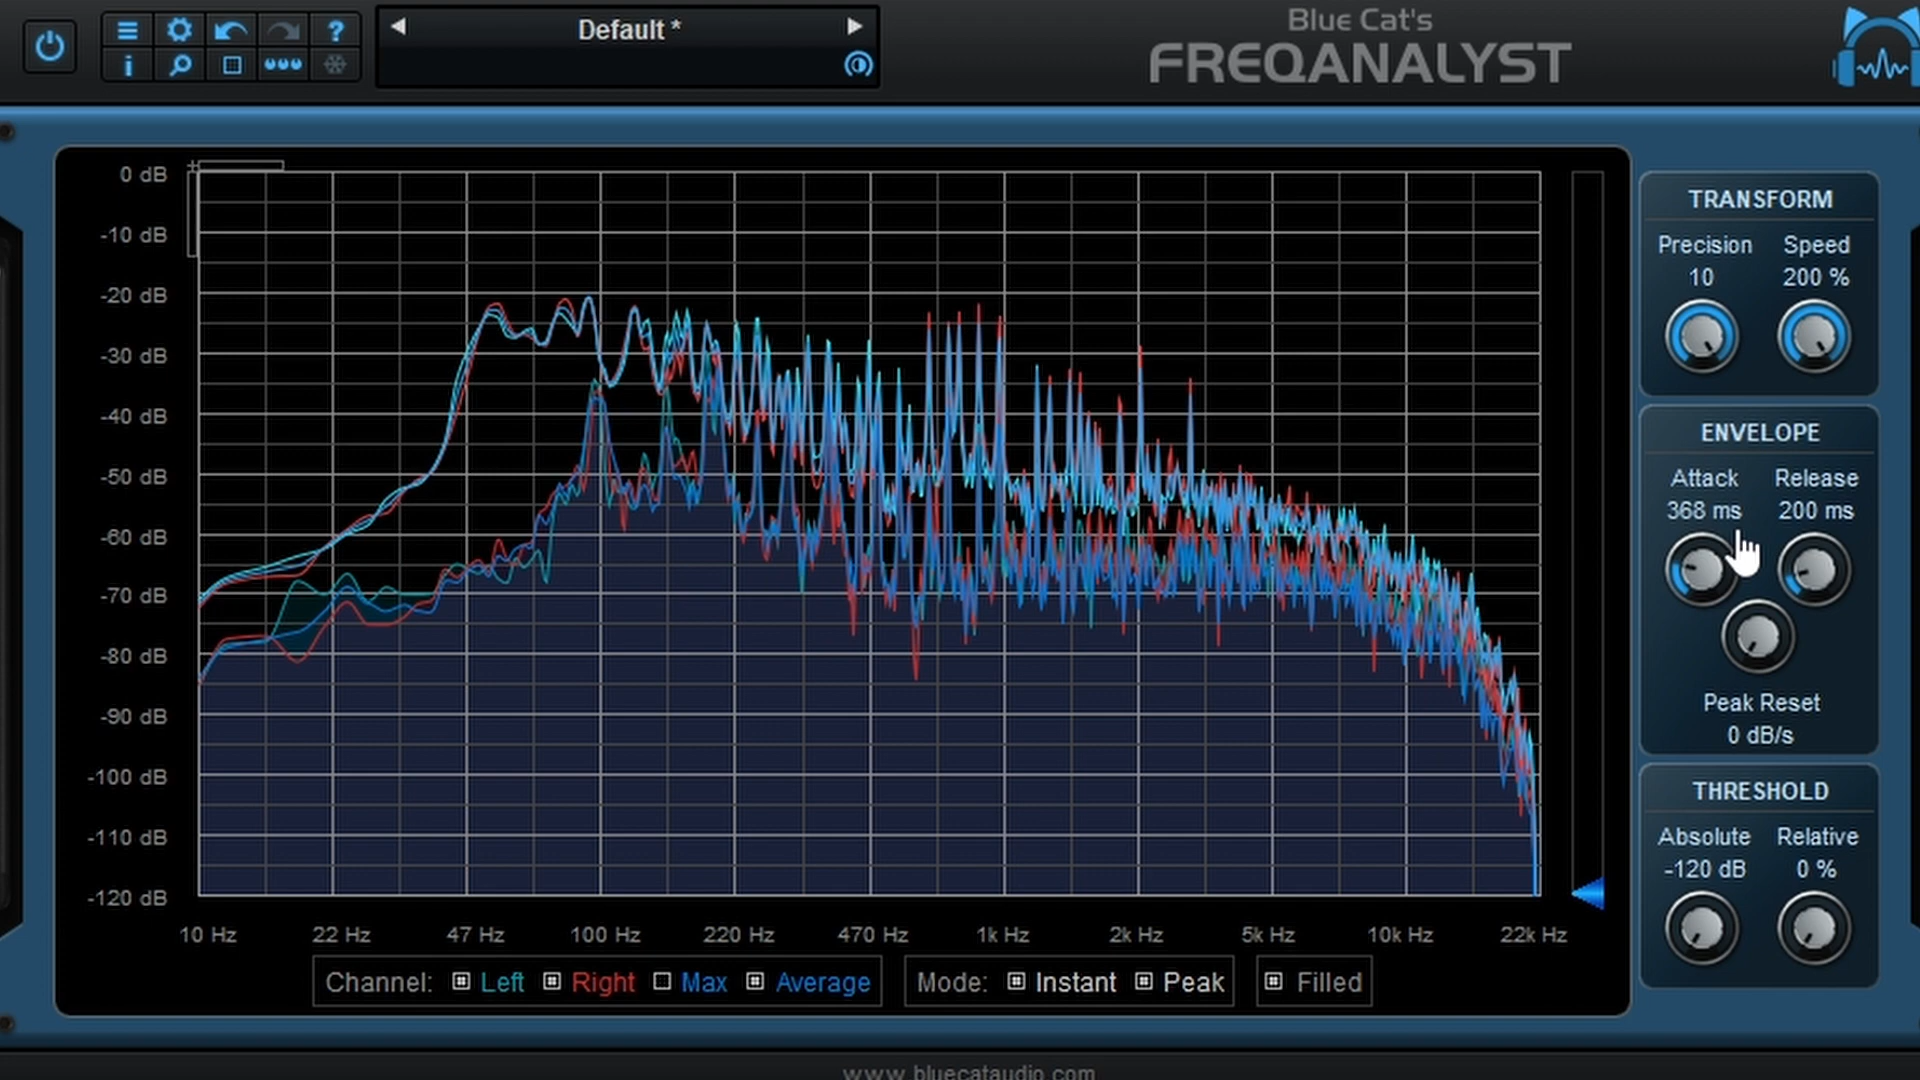 ?
i
Default *
Blue Cat's
FREQANALYST
0 dB
-10 dB
-20 dB
-30 dB
-40 dB
-50 dB
-60 dB
-70 dB
-80 dB
-90 dB
-100 dB
-110 dB
-120 dB
10 Hz 22 Hz 47 Hz 100 Hz 220 Hz 470 Hz 1k Hz 2k Hz 5k Hz 10k Hz 22k Hz
Channel: Left Right Max Average Mode: Instant Peak Filled
TRANSFORM
Precision Speed
10 200 %
ENVELOPE
Attack Release
368 ms 200 ms
Peak Reset
0 dB/s
THRESHOLD
Absolute Relative
-120 dB 0 %
www.bluecataudio.com